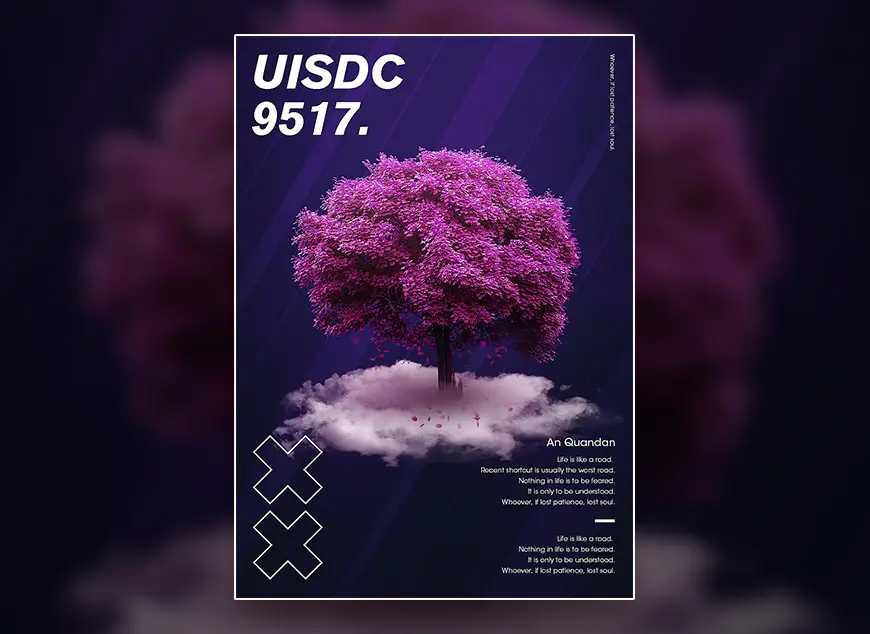 UISDC
9517.
Whoever, if lost patience, lost soul.
An Quandan
Life is like a road.
Recent shortcut is usually the worst road.
Nothing in life is to be feared.
It is only to be understood.
Whoever, if lost patience, lost soul.
Life is like a road.
Nothing in life is to be feared.
It is only to be understood.
Whoever, if lost patience, lost soul.